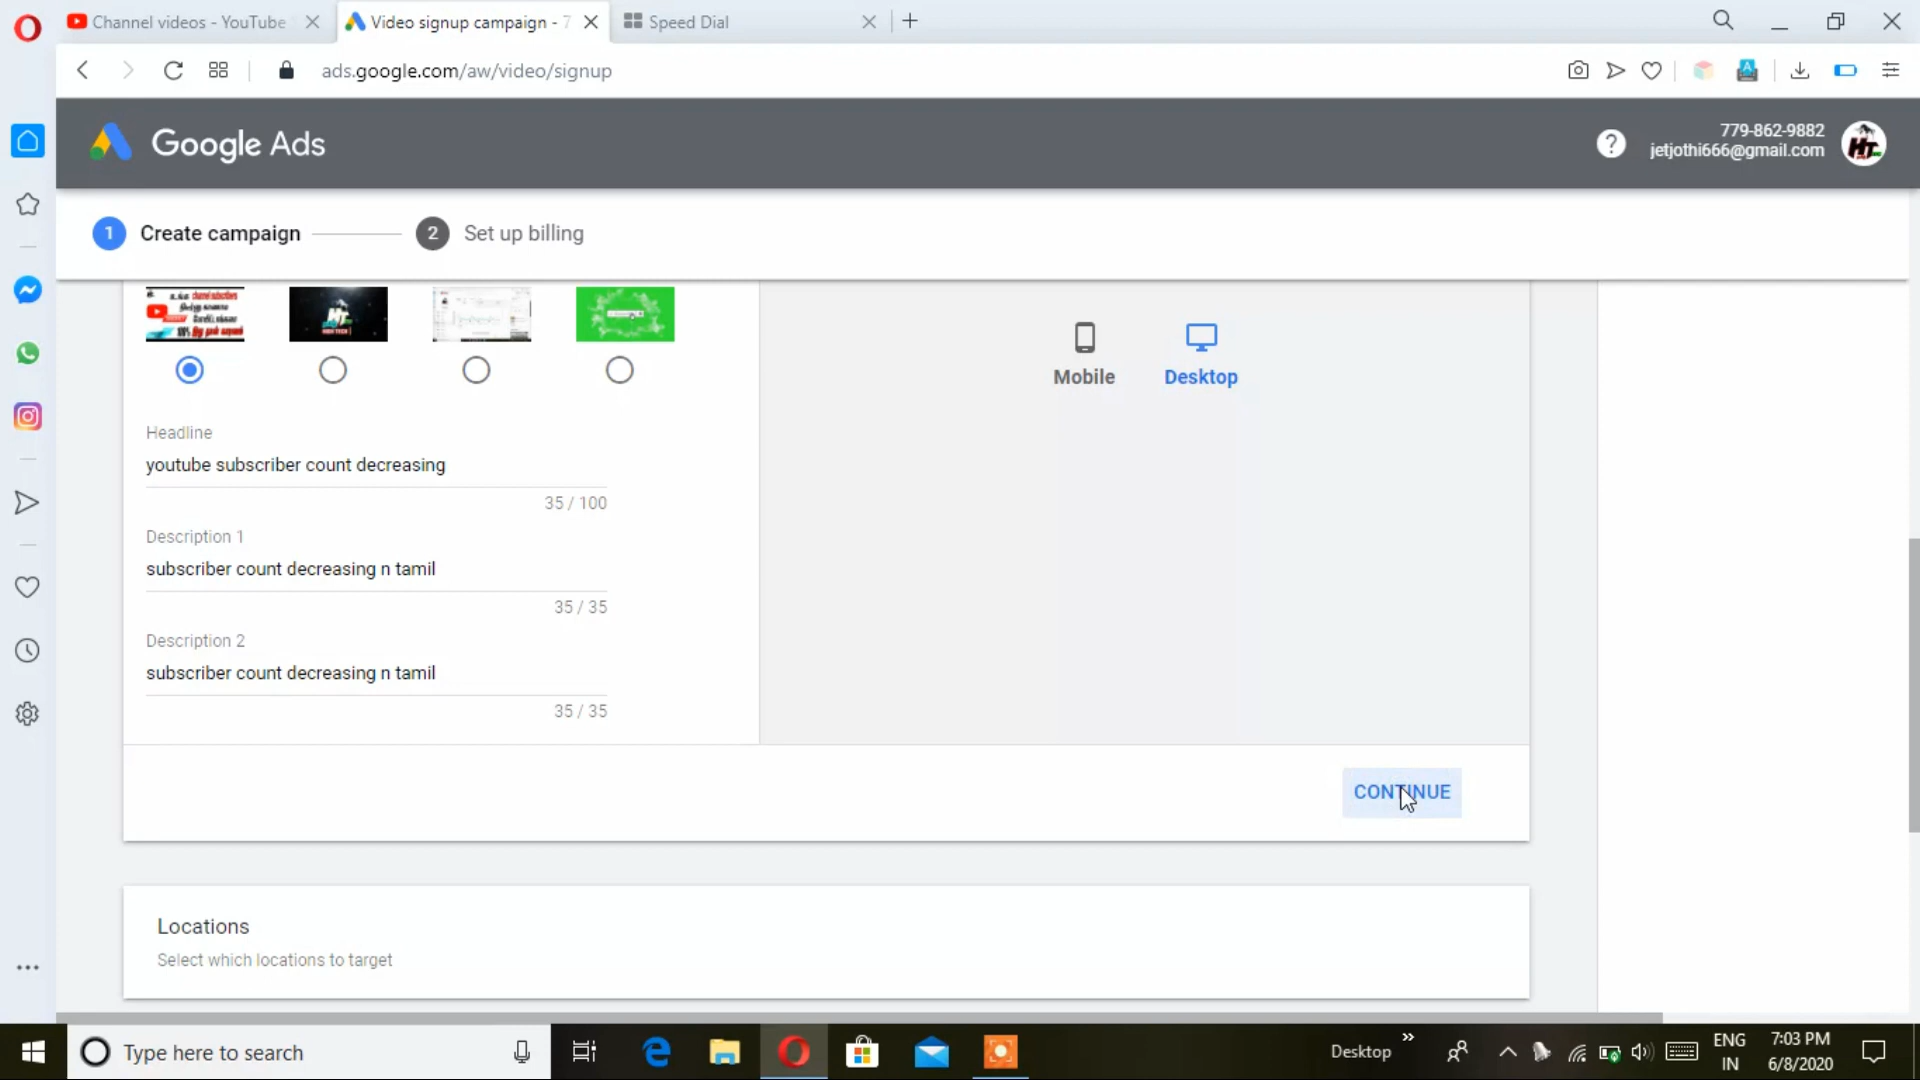 Channel videos - YouTube
Video signup campaign - 7
Speed Dial
ads.google.com/aw/video/signup
Google Ads
779-862-9882
jetjothi666@gmail.com
1 Create campaign
2 Set up billing
Mobile
Desktop
Headline
youtube subscriber count decreasing
35 / 100
Description 1
subscriber count decreasing n tamil
35 / 35
Description 2
subscriber count decreasing n tamil
35 / 35
CONTINUE
Locations
Select which locations to target
Type here to search
Desktop
ENG
IN
7:03 PM
6/8/2020